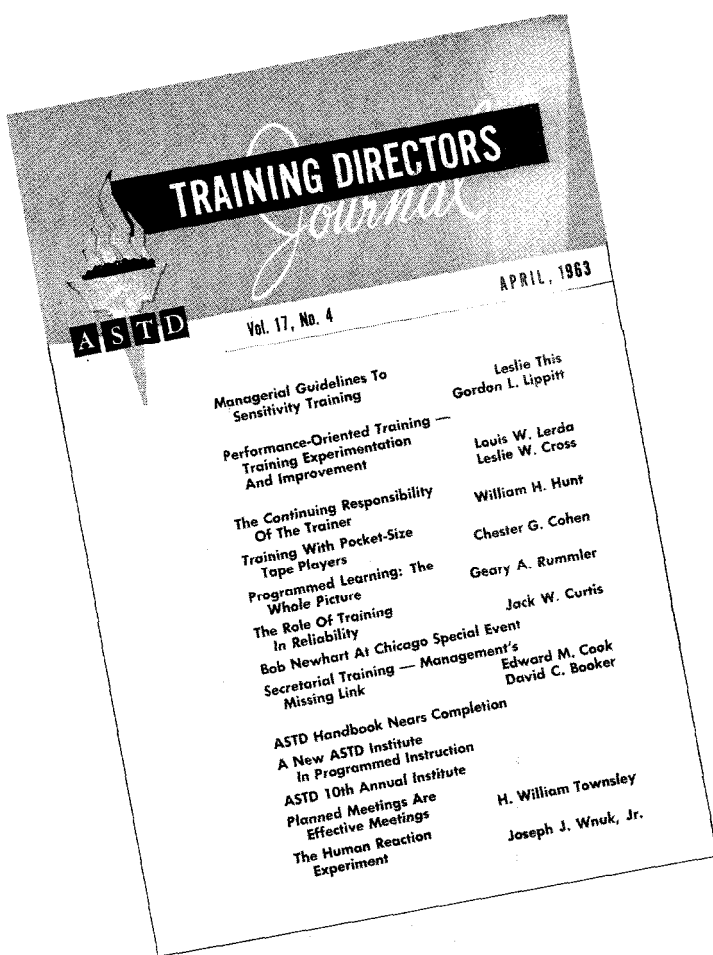 Journal
TRAINING DIRECTORS
ASTD
Vol. 17, No. 4
APRIL, 1963
Managerial Guidelines To
Sensitivity Training
Leslie This
Gordon L. Lippitt
Performance-Oriented Training —
Training Experimentation
And Improvement
Louis W. Lerda
Leslie W. Cross
The Continuing Responsibility
Of The Trainer
William H. Hunt
Training With Pocket-Size
Tape Players
Chester G. Cohen
Programmed Learning: The
Whole Picture
Geary A. Rummler
The Role Of Training
In Reliability
Jack W. Curtis
Bob Newhart At Chicago Special Event
Secretarial Training — Management's
Missing Link
Edward M. Cook
David C. Booker
ASTD Handbook Nears Completion
A New ASTD Institute
In Programmed Instruction
ASTD 10th Annual Institute
Planned Meetings Are
Effective Meetings
H. William Townsley
The Human Reaction
Experiment
Joseph J. Wnuk, Jr.